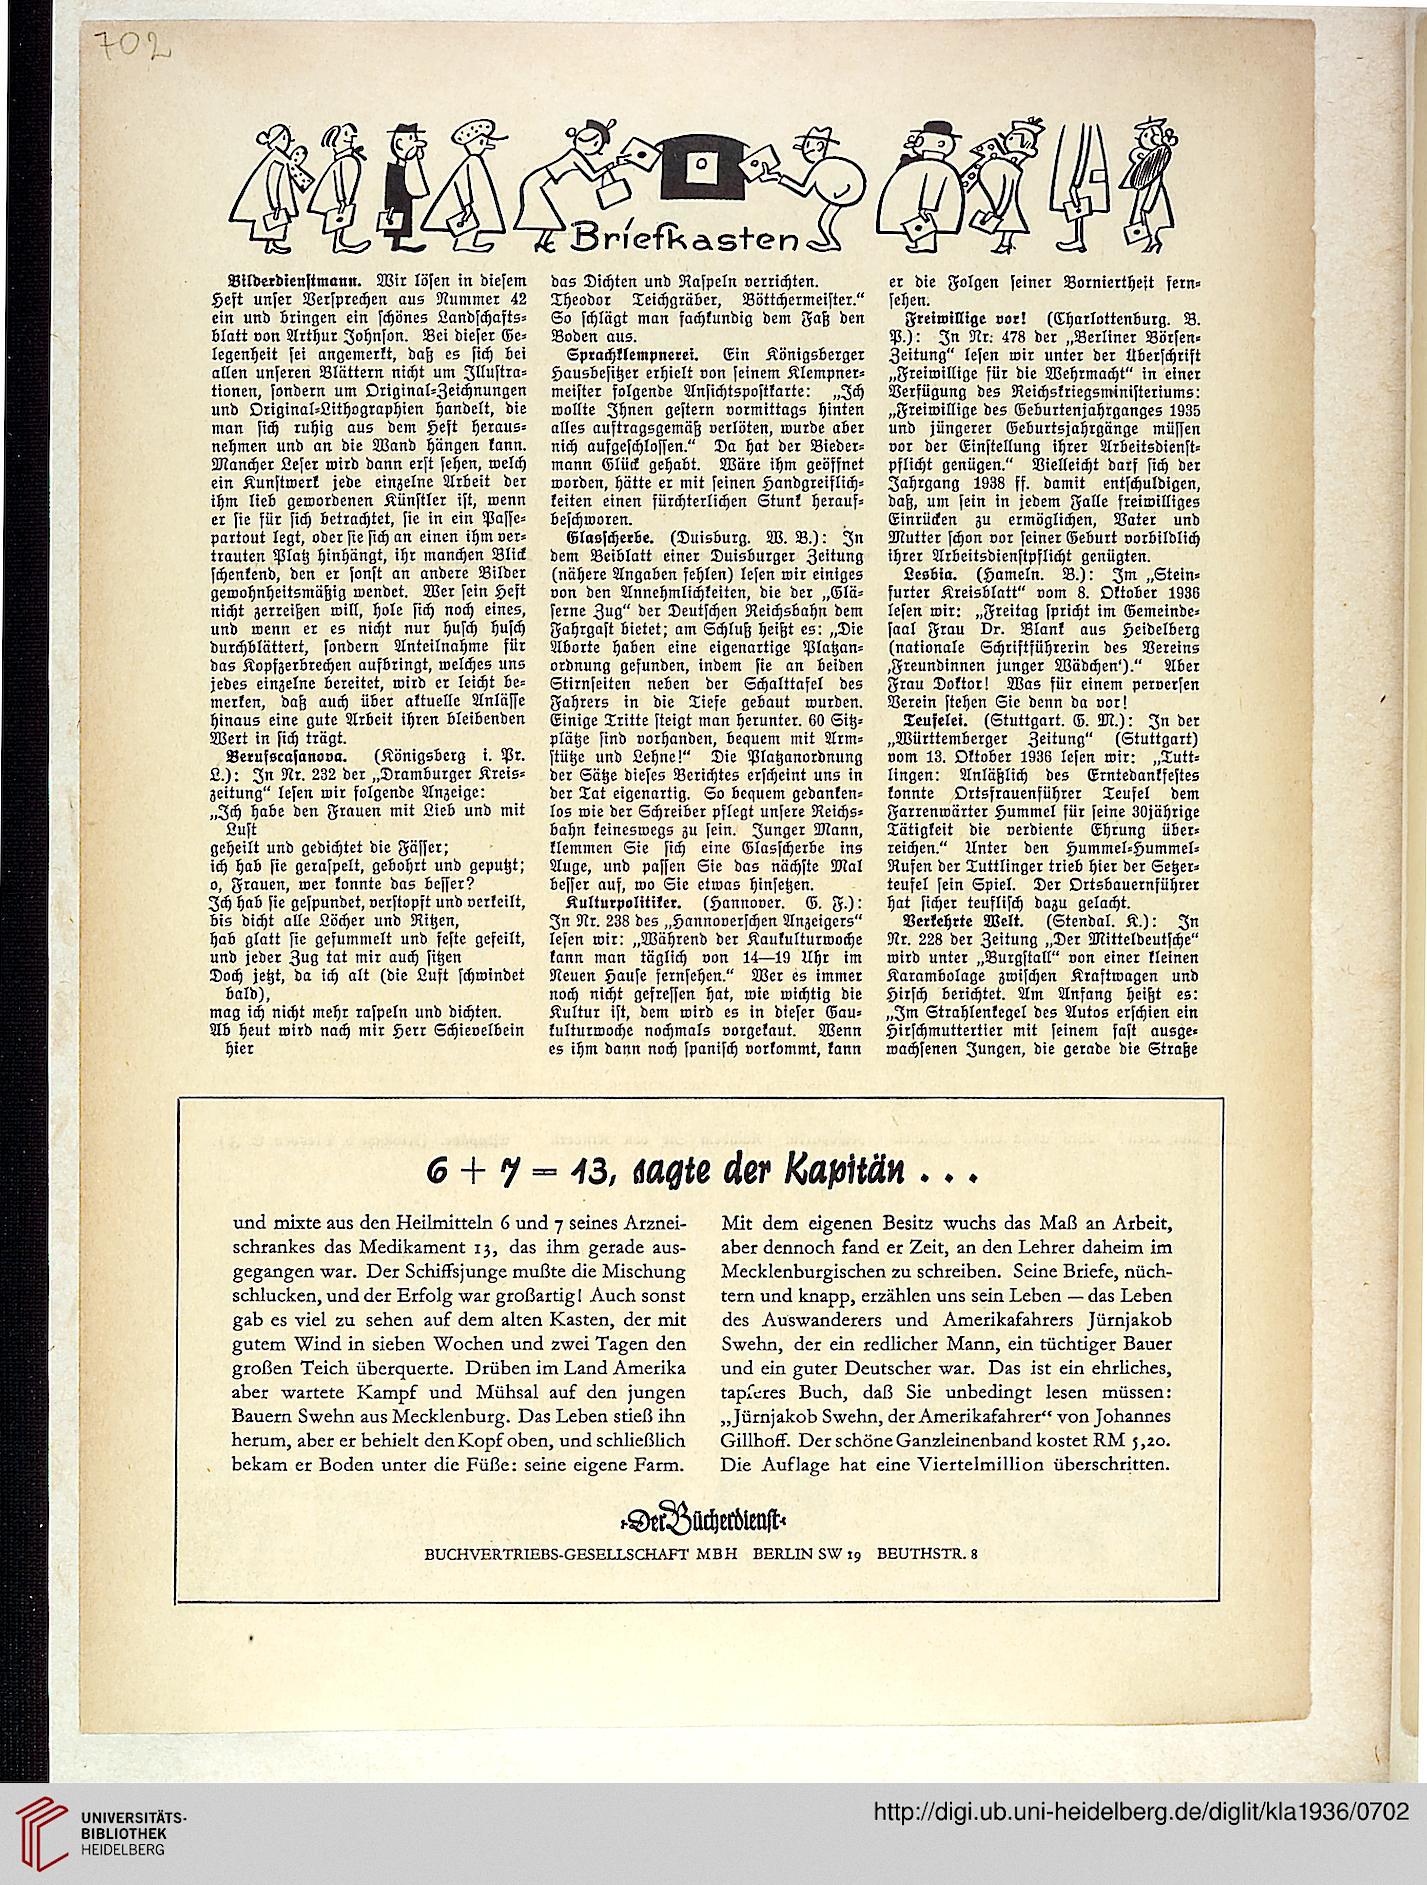 702
Briefkasten
Bilderdienstmann. Wir lösen in diesem
Heft unser Versprechen aus Nummer 42
ein und bringen ein schönes Landschafts-
blatt von Arthur Johnson. Bei dieser Ge-
legenheit sei angemerkt, daß es sich bei
allen unseren Blättern nicht um Illustra-
tionen, sondern um Original-Zeichnungen
und Original-Lithographien handelt, die
man sich ruhig aus dem Heft heraus-
nehmen und an die Wand hängen kann.
Mancher Leser wird dann erst sehen, welch
ein Kunstwerk jede einzelne Arbeit der
ihm lieb gewordenen Künstler ist, wenn
er sie für sich betrachtet, sie in ein Passe-
partout legt, oder sie sich an einen ihm ver-
trauten Platz hinhängt, ihr manchen Blick
schenkend, den er sonst an andere Bilder
gewohnheitsmäßig wendet. Wer sein Heft
nicht zerreißen will, hole sich noch eines,
und wenn er es nicht nur husch husch
durchblättert, sondern Anteilnahme für
das Kopfzerbrechen aufbringt, welches uns
jedes einzelne bereitet, wird er leicht be-
merken, daß auch über aktuelle Anlässe
hinaus eine gute Arbeit ihren bleibenden
Wert in sich trägt.
Berufscasanova. (Königsberg i. Pr.
L.): In Nr. 232 der „Dramburger Kreis-
zeitung“ lesen wir folgende Anzeige:
„Ich habe den Frauen mit Lieb und mit
Lust
geheilt und gedichtet die Fässer;
ich hab sie geraspelt, gebohrt und geputzt;
o, Frauen, wer konnte das besser?
Ich hab sie gespundet, verstopft und verkeilt,
bis dicht alle Löcher und Ritzen,
hab glatt sie gesummelt und feste gefeilt,
und jeder Zug tat mir auch sitzen
Doch jetzt, da ich alt (die Lust schwindet
bald),
mag ich nicht mehr raspeln und dichten.
Ab heut wird nach mir Herr Schievelbein
hier
das Dichten und Raspeln verrichten.
Theodor Teichgräber, Böttchermeister.“
So schlägt man fachkundig dem Faß den
Boden aus.
Sprachklempnerei. Ein Königsberger
Hausbesitzer erhielt von seinem Klempner-
meister folgende Ansichtspostkarte: „Ich
wollte Ihnen gestern vormittags hinten
alles auftragsgemäß verlöten, wurde aber
nich aufgeschlossen.“ Da hat der Bieder-
mann Glück gehabt. Wäre ihm geöffnet
worden, hätte er mit seinen Handgreiflich-
keiten einen fürchterlichen Stunk herauf-
beschworen.
Glasscherbe. (Duisburg. W. B.): In
dem Beiblatt einer Duisburger Zeitung
(nähere Angaben fehlen) lesen wir einiges
von den Annehmlichkeiten, die der „Glä-
serne Zug“ der Deutschen Reichsbahn dem
Fahrgast bietet; am Schluß heißt es: „Die
Aborte haben eine eigenartige Platzan-
ordnung gefunden, indem sie an beiden
Stirnseiten neben der Schalttafel des
Fahrers in die Tiefe gebaut wurden.
Einige Tritte steigt man herunter. 60 Sitz-
plätze sind vorhanden, bequem mit Arm-
stütze und Lehne!“ Die Platzanordnung
der Sätze dieses Berichtes erscheint uns in
der Tat eigenartig. So bequem gedanken-
los wie der Schreiber pflegt unsere Reichs-
bahn keineswegs zu sein. Junger Mann,
klemmen Sie sich eine Glasscherbe ins
Auge, und passen Sie das nächste Mal
besser auf, wo Sie etwas hinsetzen.
Kulturpolitiker. (Hannover. G. F.):
In Nr. 238 des „Hannoverschen Anzeigers“
lesen wir: „Während der Kaukulturwoche
kann man täglich von 14—19 Uhr im
Neuen Hause fernsehen.“ Wer es immer
noch nicht gefressen hat, wie wichtig die
Kultur ist, dem wird es in dieser Gau-
kulturwoche nochmals vorgekaut. Wenn
es ihm dann noch spanisch vorkommt, kann
er die Folgen seiner Borniertheit fern-
sehen.
Freiwillige vor! (Charlottenburg. B.
P.): In Nr. 478 der „Berliner Börsen-
Zeitung“ lesen wir unter der Überschrift
„Freiwillige für die Wehrmacht“ in einer
Verfügung des Reichskriegsministeriums:
„Freiwillige des Geburtenjahrganges 1935
und jüngerer Geburtsjahrgänge müssen
vor der Einstellung ihrer Arbeitsdienst-
pflicht genügen.“ Vielleicht darf sich der
Jahrgang 1938 ff. damit entschuldigen,
daß, um sein in jedem Falle freiwilliges
Einrücken zu ermöglichen, Vater und
Mutter schon vor seiner Geburt vorbildlich
ihrer Arbeitsdienstpflicht genügten.
Lesbia. (Hameln. B.): Im „Stein-
furter Kreisblatt“ vom 8. Oktober 1936
lesen wir: „Freitag spricht im Gemeinde-
saal Frau Dr. Blank aus Heidelberg
(nationale Schriftführerin des Vereins
‚Freundinnen junger Mädchen‘).“ Aber
Frau Doktor! Was für einem perversen
Verein stehen Sie denn da vor!
Teufelei. (Stuttgart. G. M.): In der
„Württemberger Zeitung“ (Stuttgart)
vom 13. Oktober 1936 lesen wir: „Tutt-
lingen: Anläßlich des Erntedankfestes
konnte Ortsfrauenführer Teufel dem
Farrenwärter Hummel für seine 30jährige
Tätigkeit die verdiente Ehrung über-
reichen.“ Unter den Hummel-Hummel-
Rufen der Tuttlinger trieb hier der Setzer-
teufel sein Spiel. Der Ortsbauernführer
hat sicher teuflisch dazu gelacht.
Verkehrte Welt. (Stendal. K.): In
Nr. 228 der Zeitung „Der Mitteldeutsche“
wird unter „Burgstall“ von einer kleinen
Karambolage zwischen Kraftwagen und
Hirsch berichtet. Am Anfang heißt es:
„Im Strahlenkegel des Autos erschien ein
Hirschmuttertier mit seinem fast ausge-
wachsenen Jungen, die gerade die Straße
6 + 7 = 13, sagte der Kapitän . . .
und mixte aus den Heilmitteln 6 und 7 seines Arznei-
schrankes das Medikament 13, das ihm gerade aus-
gegangen war. Der Schiffsjunge mußte die Mischung
schlucken, und der Erfolg war großartig! Auch sonst
gab es viel zu sehen auf dem alten Kasten, der mit
gutem Wind in sieben Wochen und zwei Tagen den
großen Teich überquerte. Drüben im Land Amerika
aber wartete Kampf und Mühsal auf den jungen
Bauern Swehn aus Mecklenburg. Das Leben stieß ihn
herum, aber er behielt den Kopf oben, und schließlich
bekam er Boden unter die Füße: seine eigene Farm.
Mit dem eigenen Besitz wuchs das Maß an Arbeit,
aber dennoch fand er Zeit, an den Lehrer daheim im
Mecklenburgischen zu schreiben. Seine Briefe, nüch-
tern und knapp, erzählen uns sein Leben — das Leben
des Auswanderers und Amerikafahrers Jürnjakob
Swehn, der ein redlicher Mann, ein tüchtiger Bauer
und ein guter Deutscher war. Das ist ein ehrliches,
tapferes Buch, daß Sie unbedingt lesen müssen:
„Jürnjakob Swehn, der Amerikafahrer“ von Johannes
Gillhoff. Der schöne Ganzleinenband kostet RM 5,20.
Die Auflage hat eine Viertelmillion überschritten.
Der Bücherdienst
BUCHVERTRIEBS-GESELLSCHAFT MBH BERLIN SW 19 BEUTHSTR. 8
UNIVERSITÄTS-
BIBLIOTHEK
HEIDELBERG
http://digi.ub.uni-heidelberg.de/diglit/kla1936/0702